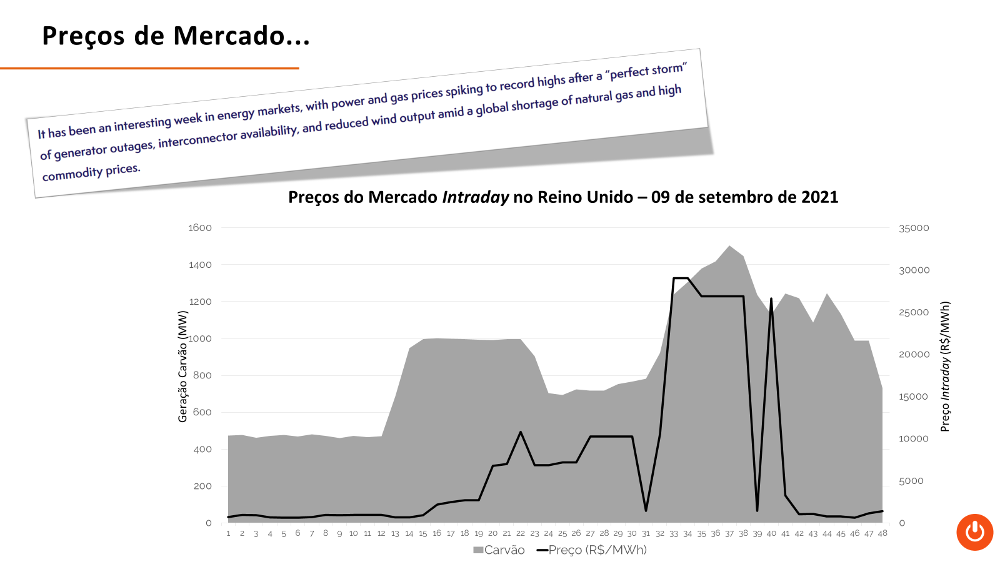 Preços de Mercado...
It has been an interesting week in energy markets, with power and gas prices spiking to record highs after a “perfect storm”
of generator outages, interconnector availability, and reduced wind output amid a global shortage of natural gas and high
commodity prices.
Preços do Mercado Intraday no Reino Unido – 09 de setembro de 2021
Geração Carvão (MW)
1600
1400
1200
1000
800
600
400
200
0
35000
30000
25000
20000
15000
10000
5000
0
Preço Intraday (R$/MWh)
1 2 3 4 5 6 7 8 9 10 11 12 13 14 15 16 17 18 19 20 21 22 23 24 25 26 27 28 29 30 31 32 33 34 35 36 37 38 39 40 41 42 43 44 45 46 47 48
Carvão Preço (R$/MWh)